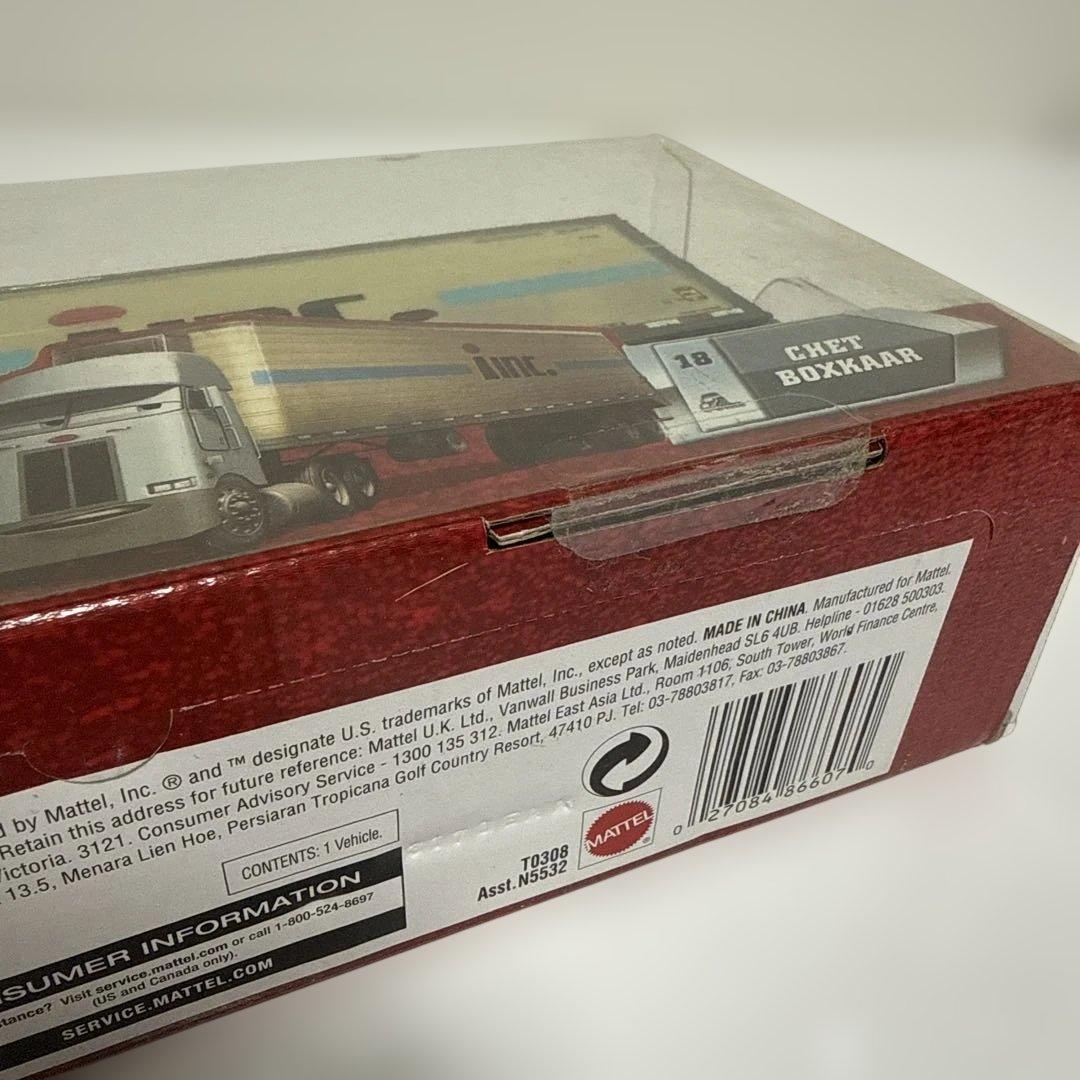 iinc.
18
CHET
BOXKAAR
d by Mattel, Inc. ® and ™ designate U.S. trademarks of Mattel, Inc., except as noted. MADE IN CHINA. Manufactured for Mattel.
Retain this address for future reference: Mattel U.K. Ltd., Vanwall Business Park, Maidenhead SL6 4UB. Helpline - 01628 500303.
Victoria. 3121. Consumer Advisory Service - 1300 135 312. Mattel East Asia Ltd., Room 1106, South Tower, World Finance Centre,
13.5, Menara Lien Hoe, Persiaran Tropicana Golf Country Resort, 47410 PJ. Tel: 03-78803817, Fax: 03-78803867.
CONTENTS: 1 Vehicle.
SUMER INFORMATION
stance? Visit service.mattel.com or call 1-800-524-8697
(US and Canada only).
SERVICE.MATTEL.COM
T0308
Asst.N5532
MATTEL®
0 27084 86607 0